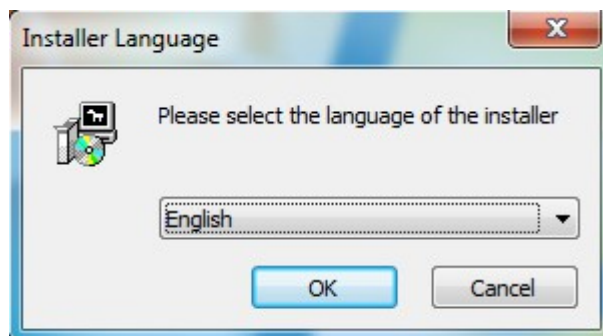 Installer Language
Please select the language of the installer
English
OK
Cancel